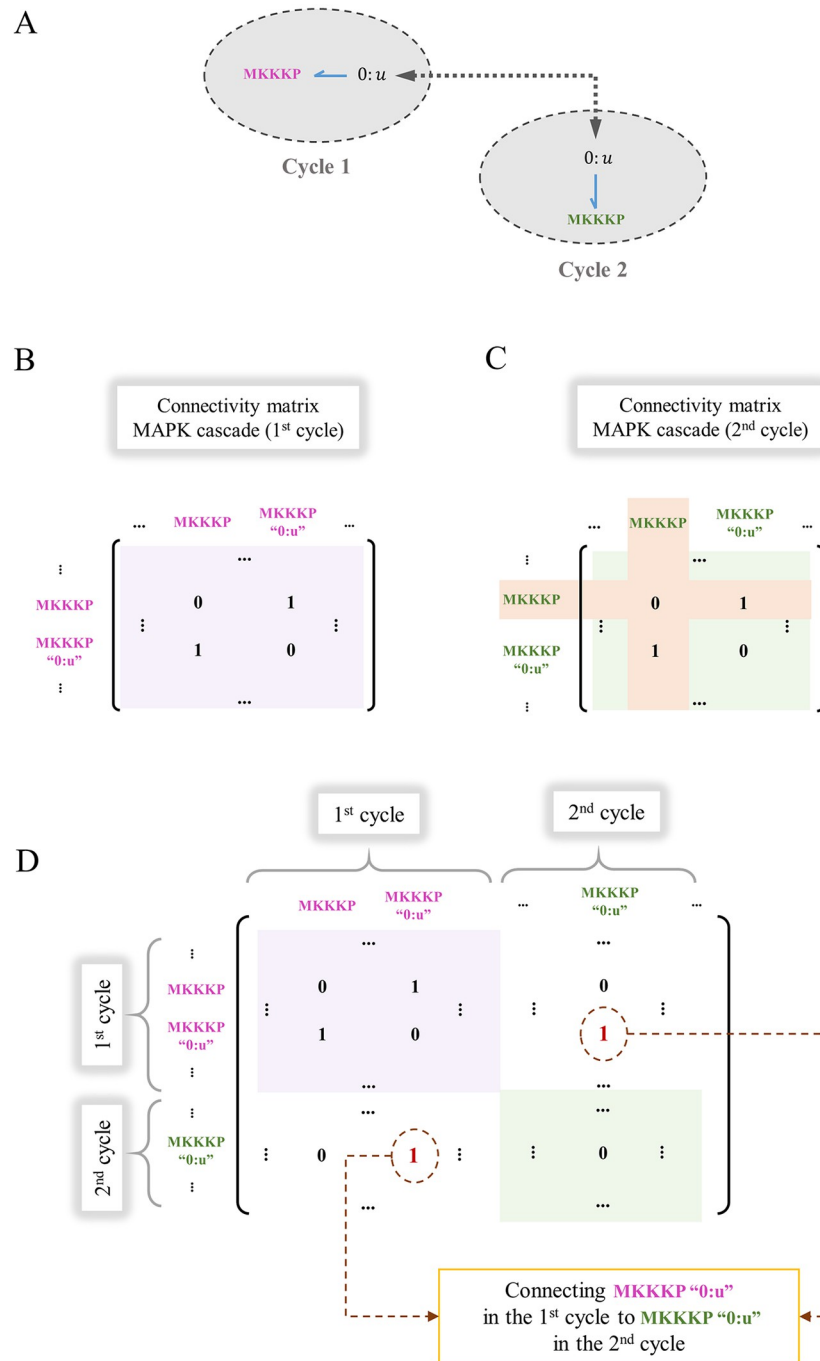 A
MKKKP 0:u
Cycle 1
0:u
MKKKP
Cycle 2
B
C
Connectivity matrix
MAPK cascade (1st cycle)
Connectivity matrix
MAPK cascade (2nd cycle)
... MKKKP MKKKP “0:u” ...
...
⋮
MKKKP 0 1
⋮ ⋮
MKKKP “0:u” 1 0
⋮
...
... MKKKP MKKKP “0:u” ...
...
⋮
MKKKP 0 1
⋮ ⋮
MKKKP “0:u” 1 0
⋮
...
1st cycle
2nd cycle
D
MKKKP MKKKP “0:u” ... MKKKP “0:u” ...
1st cycle
⋮ ... ...
MKKKP 0 1 0
⋮ ⋮ ⋮ ⋮
MKKKP “0:u” 1 0 1
⋮ ... ...
2nd cycle
⋮ ... ...
MKKKP “0:u” ⋮ 0 1 ⋮ ⋮ 0 ⋮
⋮ ... ...
Connecting MKKKP “0:u”
in the 1st cycle to MKKKP “0:u”
in the 2nd cycle